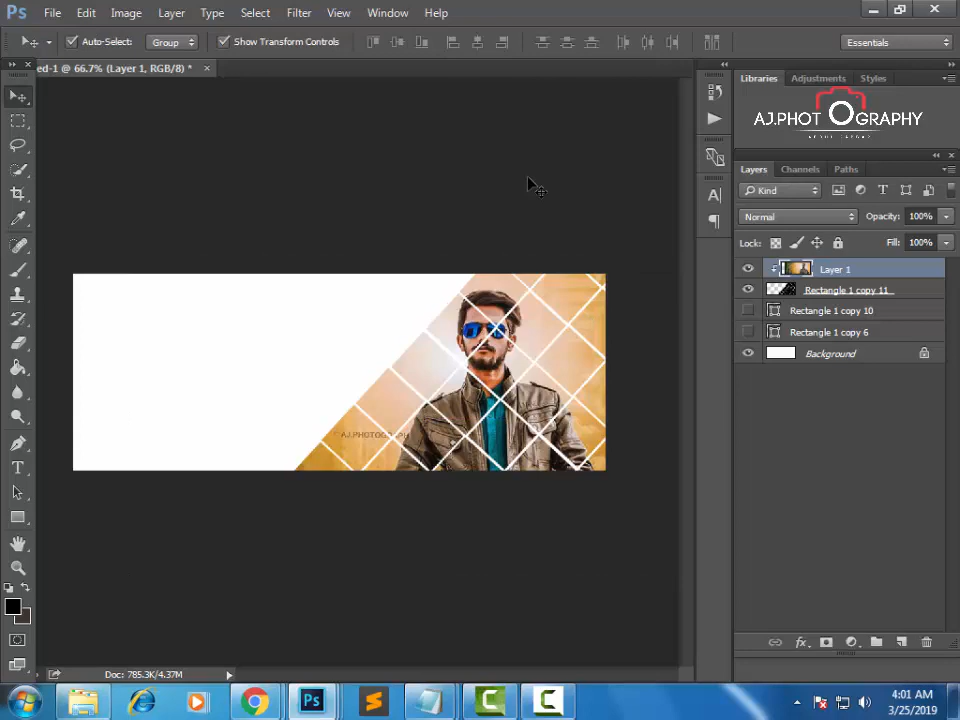 Ps File Edit Image Layer Type Select Filter View Window Help
Auto-Select: Group Show Transform Controls Essentials
ed-1 @ 66.7% (Layer 1, RGB/8) * ×
Libraries Adjustments Styles
AJ.PHOTOGRAPHY
Layers Channels Paths
Kind
Normal Opacity: 100%
Lock: Fill: 100%
Layer 1
Rectangle 1 copy 11
Rectangle 1 copy 10
Rectangle 1 copy 6
Background
AJ.PHOTOGRAPH
Doc: 785.3K/4.37M
4:01 AM
3/25/2019